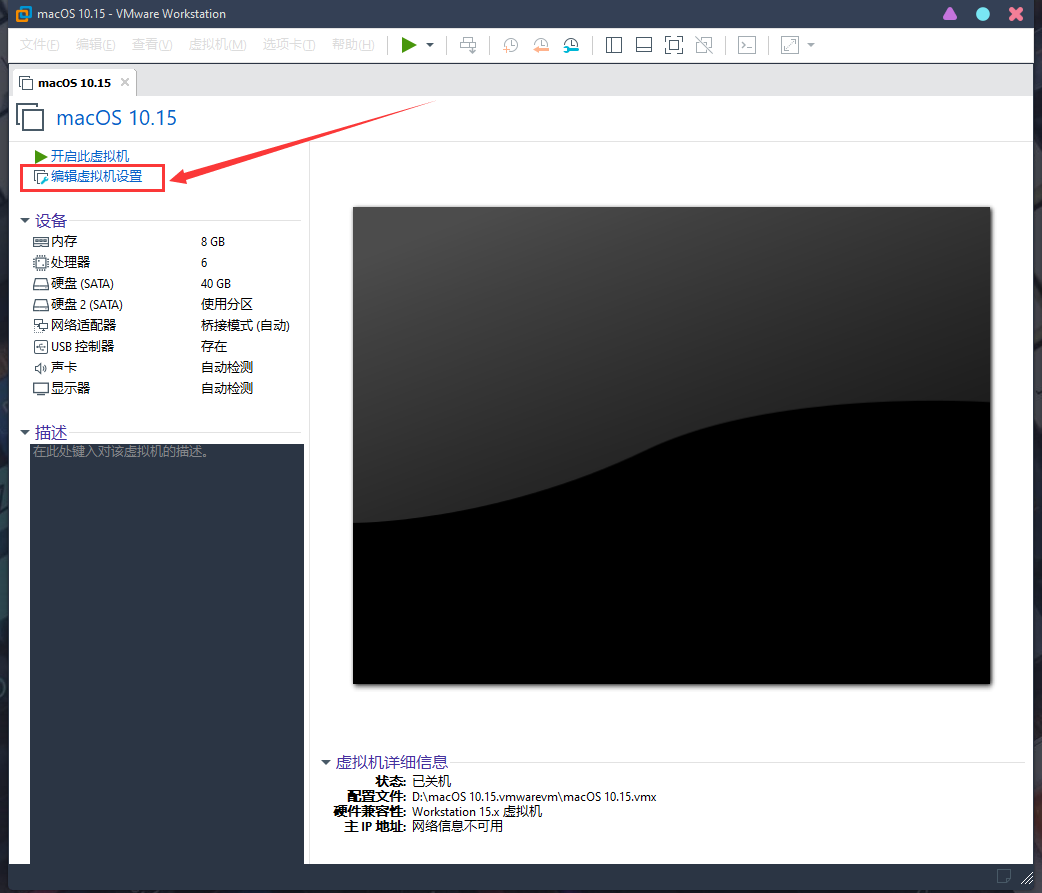 macOS 10.15 - VMware Workstation
文件(F) 编辑(E) 查看(V) 虚拟机(M) 选项卡(T) 帮助(H)
macOS 10.15
macOS 10.15
开启此虚拟机
编辑虚拟机设置
设备
内存 8 GB
处理器 6
硬盘 (SATA) 40 GB
硬盘 2 (SATA) 使用分区
网络适配器 桥接模式 (自动)
USB 控制器 存在
声卡 自动检测
显示器 自动检测
描述
在此处键入对该虚拟机的描述。
虚拟机详细信息
状态: 已关机
配置文件: D:\macOS 10.15.vmwarevm\macOS 10.15.vmx
硬件兼容性: Workstation 15.x 虚拟机
主 IP 地址: 网络信息不可用